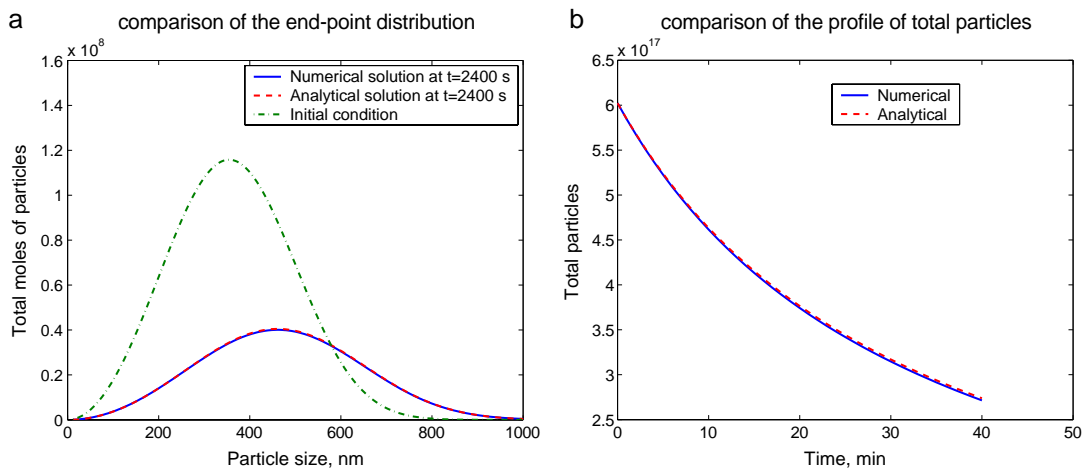 a
comparison of the end-point distribution
x 10⁸
1.6
1.4
1.2
1
0.8
0.6
0.4
0.2
0
Total moles of particles
Numerical solution at t=2400 s
Analytical solution at t=2400 s
Initial condition
0 200 400 600 800 1000
Particle size, nm
b
comparison of the profile of total particles
x 10¹⁷
6.5
6
5.5
5
4.5
4
3.5
3
2.5
Total particles
Numerical
Analytical
0 10 20 30 40 50
Time, min